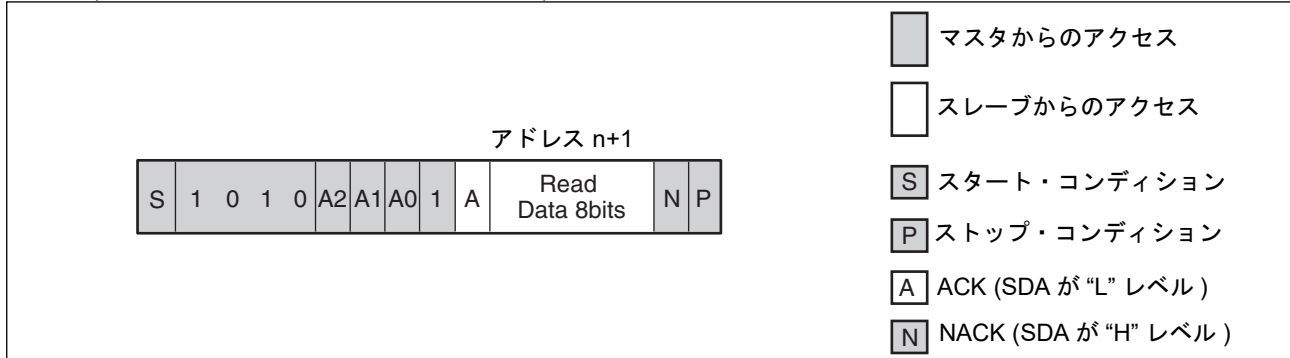 アドレス n+1
S 1 0 1 0 A2 A1 A0 1 A Read Data 8bits N P
マスタからのアクセス
スレーブからのアクセス
S スタート・コンディション
P ストップ・コンディション
A ACK (SDA が “L” レベル )
N NACK (SDA が “H” レベル )